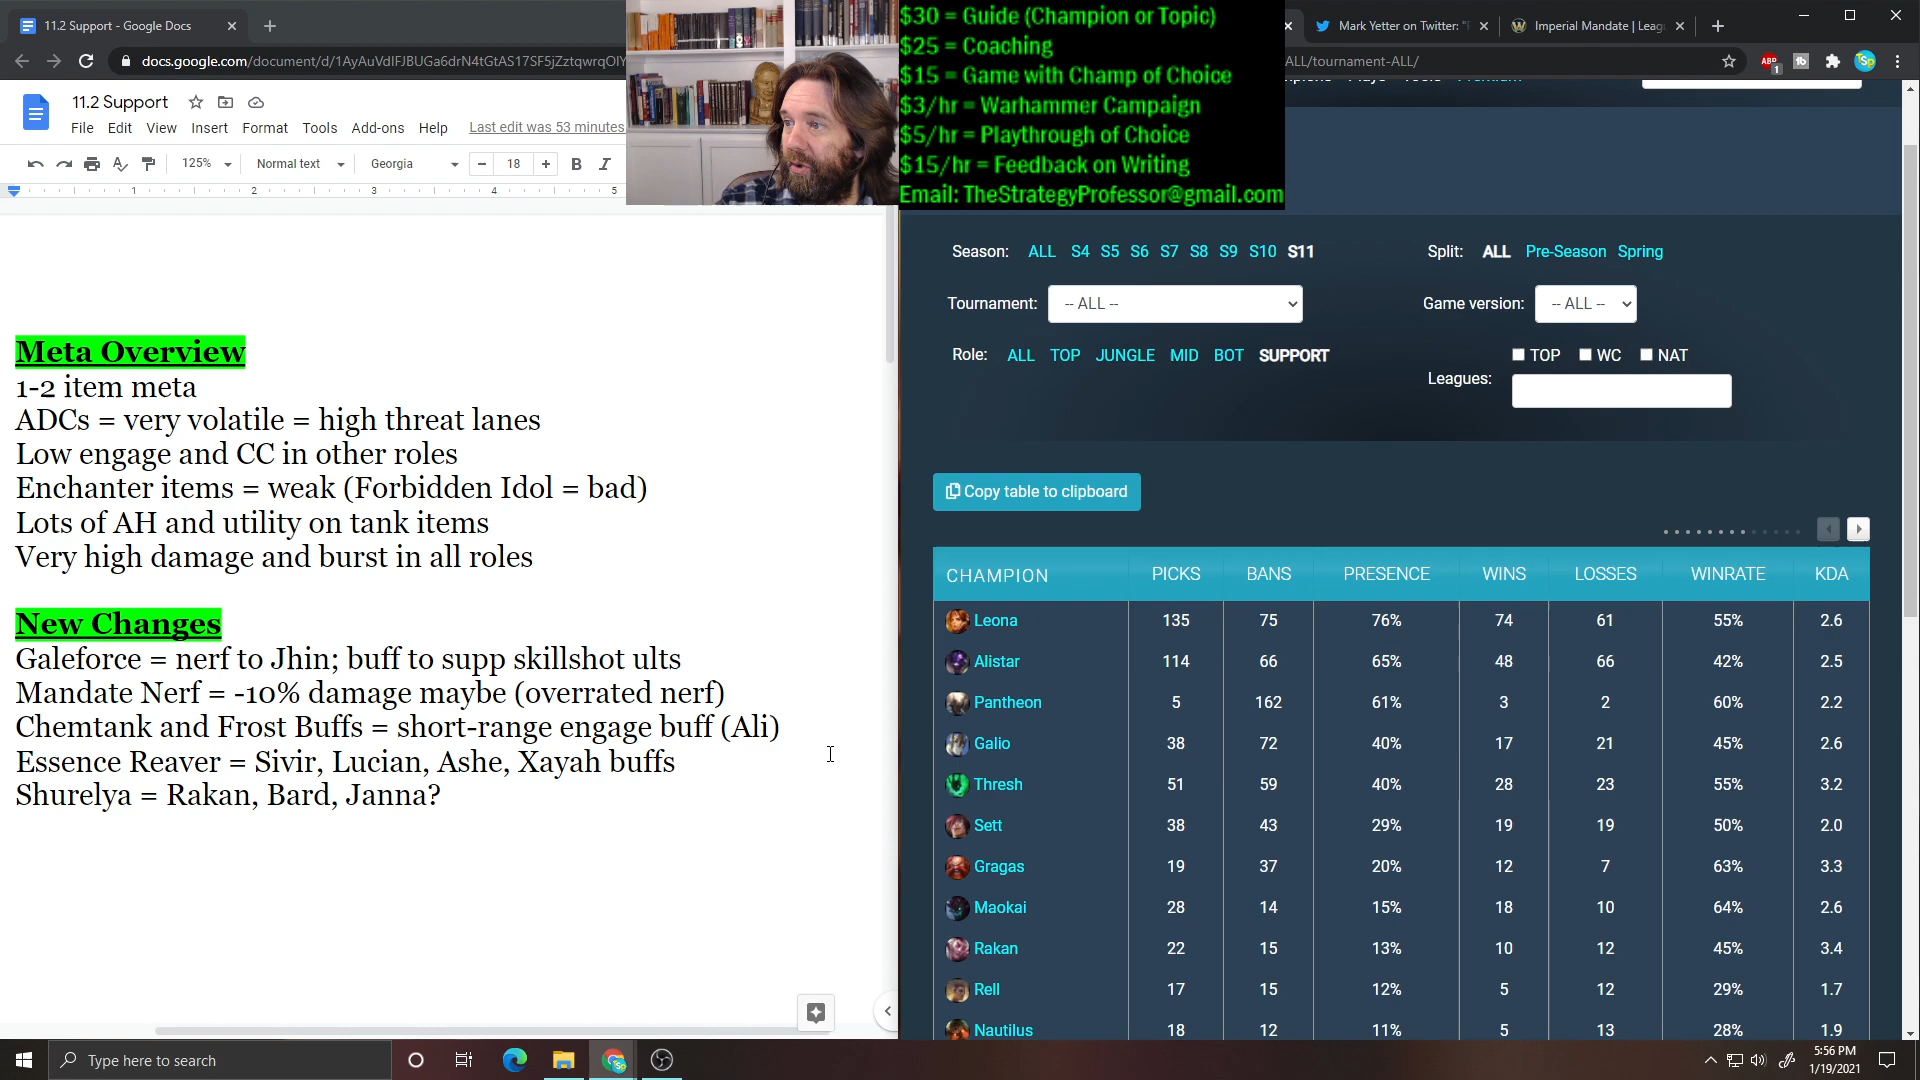 11.2 Support - Google Docs
Mark Yetter on Twitter: "
Imperial Mandate | Leag
docs.google.com/document/d/1AyAuVdIFJBUGa6drN4tGtAS17SF5jZztqwrqOIY
ALL/tournament-ALL/
11.2 Support
File Edit View Insert Format Tools Add-ons Help Last edit was 53 minutes
125% Normal text Georgia 18 B I
1 2 3 4 5
$30 = Guide (Champion or Topic)
$25 = Coaching
$15 = Game with Champ of Choice
$3/hr = Warhammer Campaign
$5/hr = Playthrough of Choice
$15/hr = Feedback on Writing
Email: TheStrategyProfessor@gmail.com
Meta Overview
1-2 item meta
ADCs = very volatile = high threat lanes
Low engage and CC in other roles
Enchanter items = weak (Forbidden Idol = bad)
Lots of AH and utility on tank items
Very high damage and burst in all roles
New Changes
Galeforce = nerf to Jhin; buff to supp skillshot ults
Mandate Nerf = -10% damage maybe (overrated nerf)
Chemtank and Frost Buffs = short-range engage buff (Ali)
Essence Reaver = Sivir, Lucian, Ashe, Xayah buffs
Shurelya = Rakan, Bard, Janna?
Season: ALL S4 S5 S6 S7 S8 S9 S10 S11
Split: ALL Pre-Season Spring
Tournament: -- ALL --
Game version: -- ALL --
Role: ALL TOP JUNGLE MID BOT SUPPORT
TOP WC NAT
Leagues:
Copy table to clipboard
CHAMPION PICKS BANS PRESENCE WINS LOSSES WINRATE KDA
Leona 135 75 76% 74 61 55% 2.6
Alistar 114 66 65% 48 66 42% 2.5
Pantheon 5 162 61% 3 2 60% 2.2
Galio 38 72 40% 17 21 45% 2.6
Thresh 51 59 40% 28 23 55% 3.2
Sett 38 43 29% 19 19 50% 2.0
Gragas 19 37 20% 12 7 63% 3.3
Maokai 28 14 15% 18 10 64% 2.6
Rakan 22 15 13% 10 12 45% 3.4
Rell 17 15 12% 5 12 29% 1.7
Nautilus 18 12 11% 5 13 28% 1.9
Type here to search
5:56 PM
1/19/2021